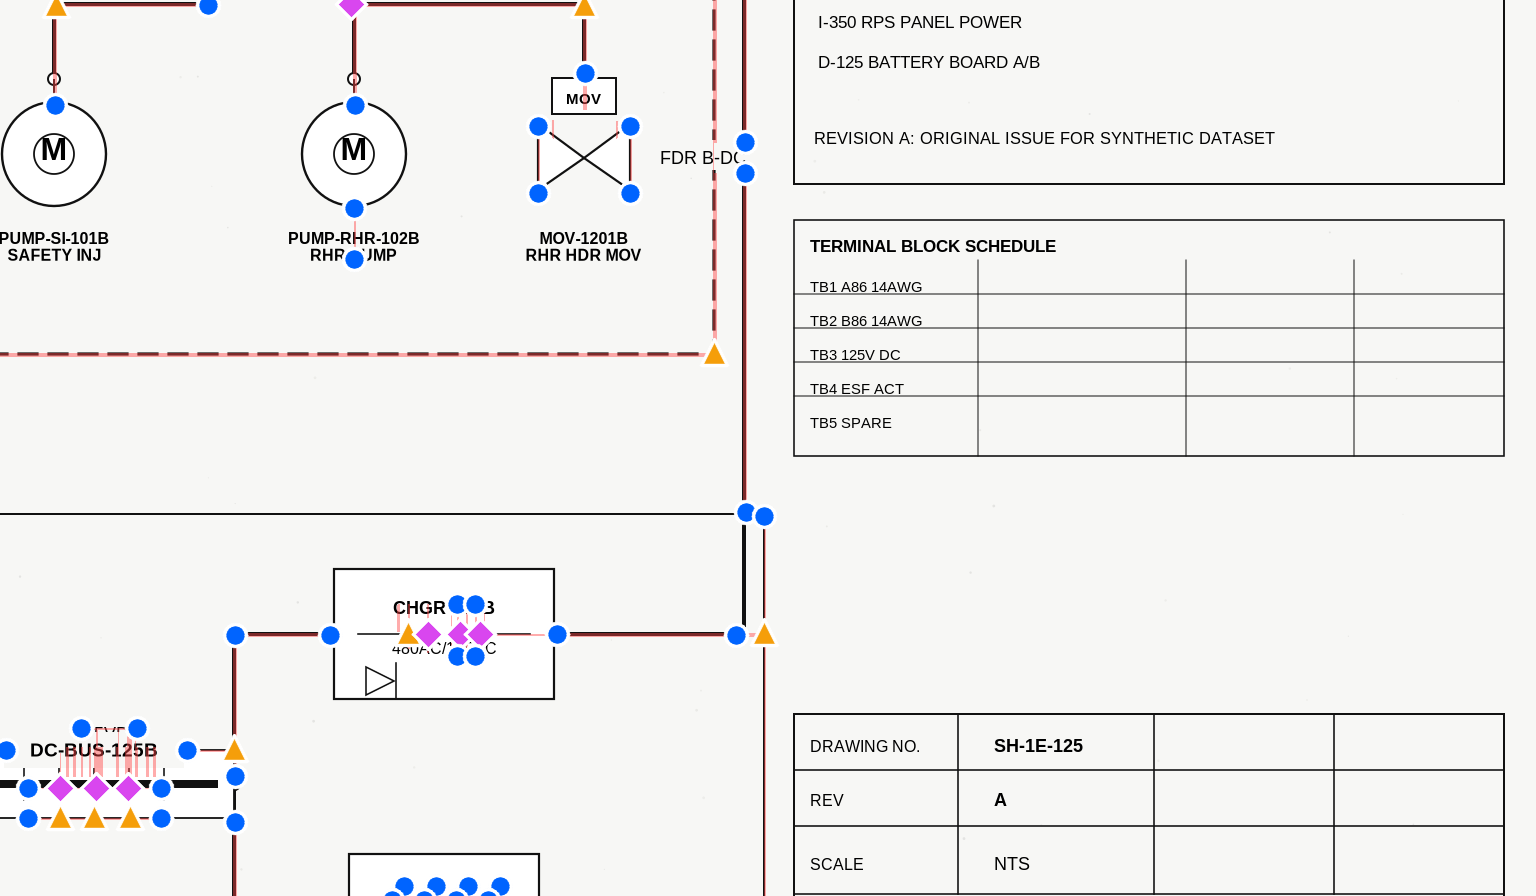 I-350 RPS PANEL POWER
D-125 BATTERY BOARD A/B
REVISION A: ORIGINAL ISSUE FOR SYNTHETIC DATASET
MOV
M
M
FDR
PUMP-SI-101B
SAFETY INJ
PUMP-RHR-102B
RHR
MOV-1201B
RHR HDR MOV
TERMINAL BLOCK SCHEDULE
TB1 A86 14AWG
TB2 B86 14AWG
TB3 125V DC
TB4 ESF ACT
TB5 SPARE
CHGR
DC-BUS-125B
DRAWING NO. SH-1E-125
REV A
SCALE NTS